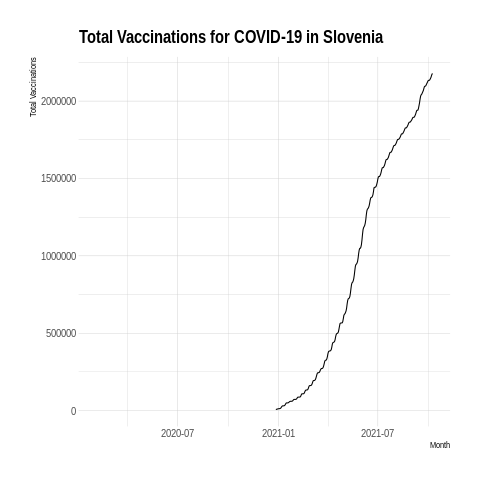 Total Vaccinations for COVID-19 in Slovenia
Total Vaccinations
2000000
1500000
1000000
500000
0
2020-07
2021-01
2021-07
Month